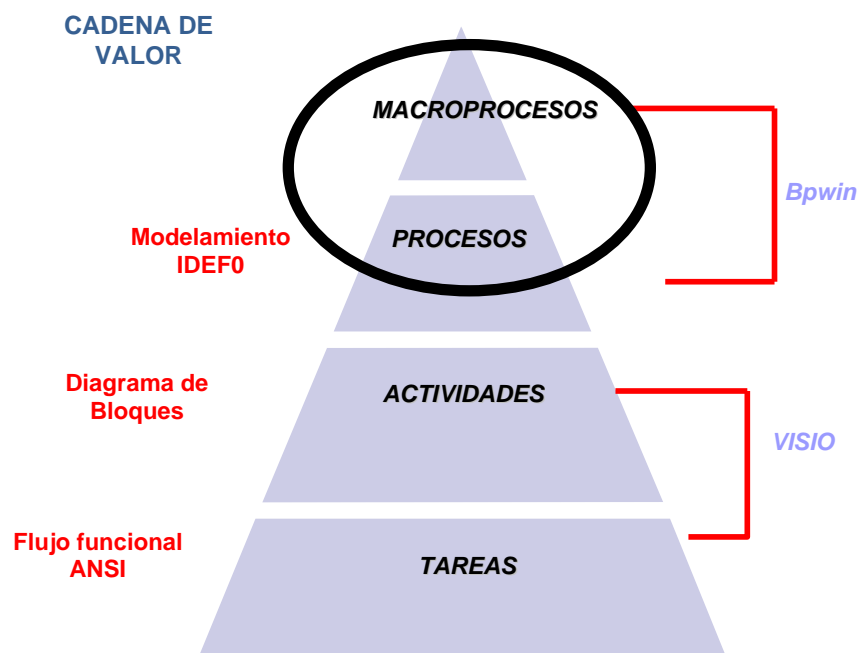 CADENA DE
VALOR
MACROPROCESOS
Bpwin
Modelamiento
IDEF0
PROCESOS
Diagrama de
Bloques
ACTIVIDADES
VISIO
Flujo funcional
ANSI
TAREAS